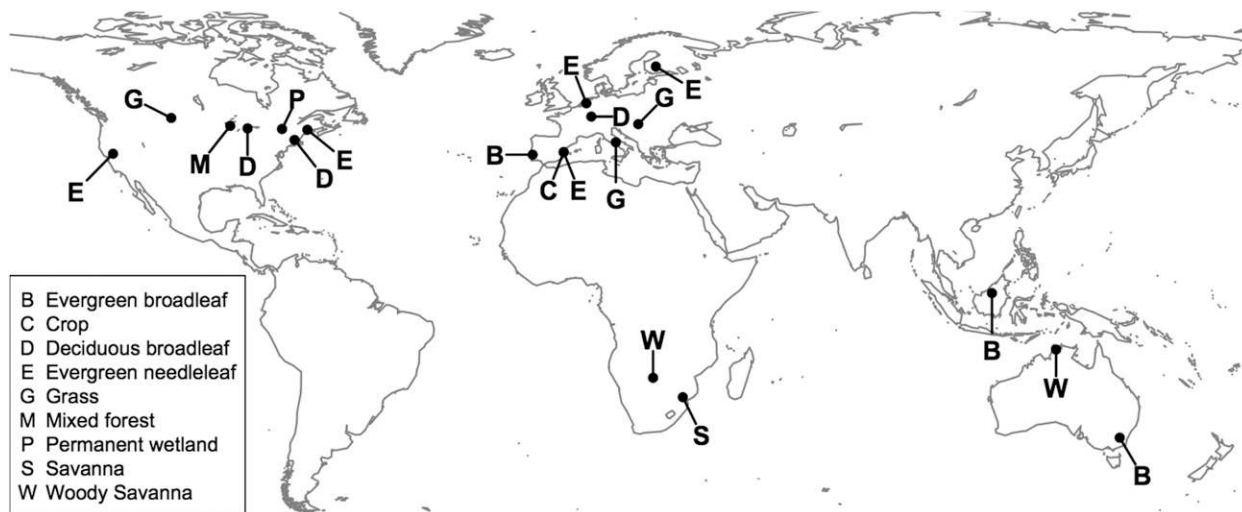 E
E
G
P
G
D
M
D
E
D
B
E
C
E
G
W
B
W
S
B
B Evergreen broadleaf
C Crop
D Deciduous broadleaf
E Evergreen needleleaf
G Grass
M Mixed forest
P Permanent wetland
S Savanna
W Woody Savanna